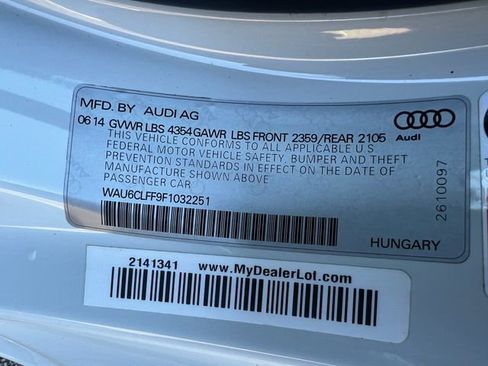 MFD. BY AUDI AG
06 14 GVWR LBS 4354 GAWR LBS FRONT 2359 /REAR 2105
THIS VEHICLE CONFORMS TO ALL APPLICABLE U S
FEDERAL MOTOR VEHICLE SAFETY, BUMPER AND THEFT
PREVENTION STANDARDS IN EFFECT ON THE DATE OF
MANUFACTURE SHOWN ABOVE
PASSENGER CAR
WAU6CLFF9F1032251
Audi
2610097
HUNGARY
2141341 www.MyDealerLot.com